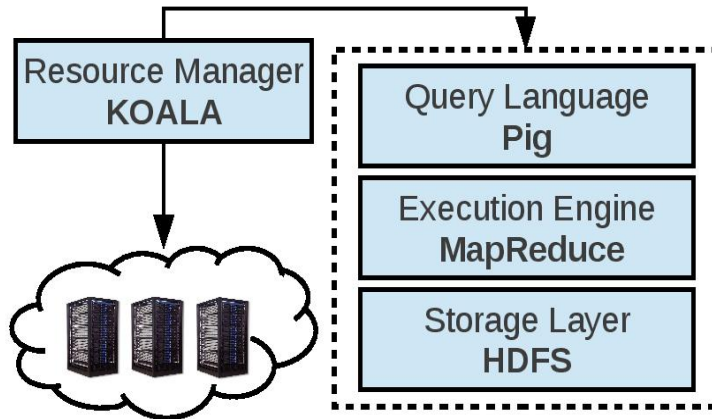 Resource Manager
KOALA
Query Language
Pig
Execution Engine
MapReduce
Storage Layer
HDFS